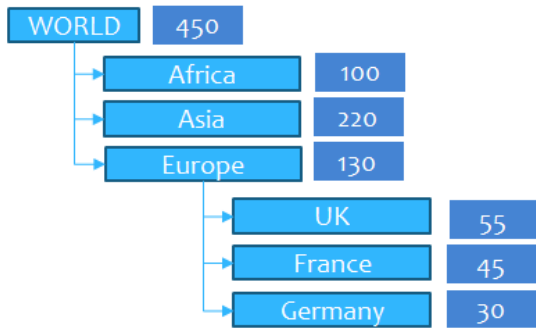 WORLD 450
Africa 100
Asia 220
Europe 130
UK 55
France 45
Germany 30